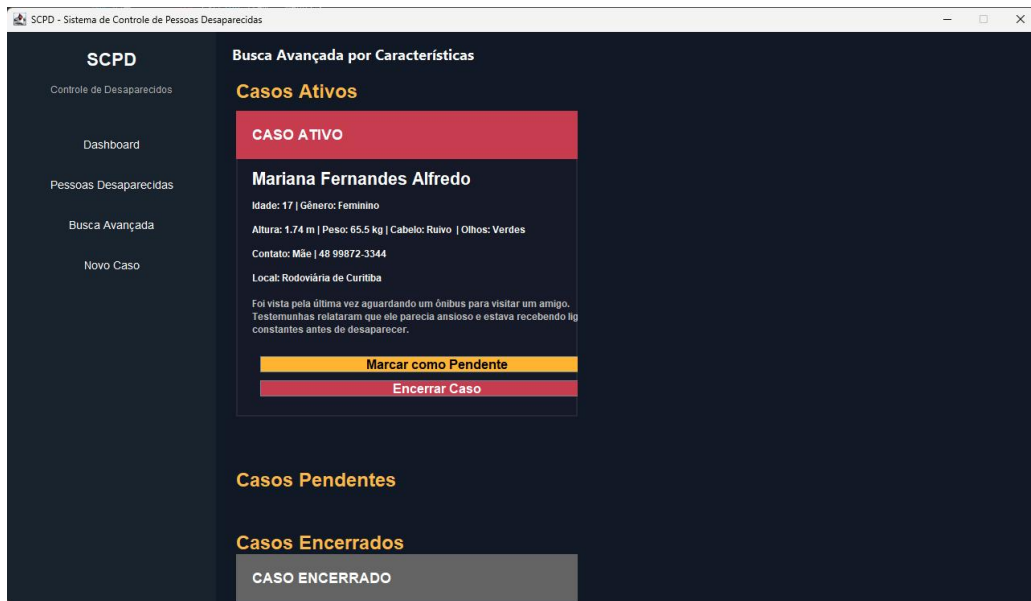 SCPD - Sistema de Controle de Pessoas Desaparecidas
SCPD
Controle de Desaparecidos
Dashboard
Pessoas Desaparecidas
Busca Avançada
Novo Caso
Busca Avançada por Características
Casos Ativos
CASO ATIVO
Mariana Fernandes Alfredo
Idade: 17 | Gênero: Feminino
Altura: 1.74 m | Peso: 65.5 kg | Cabelo: Ruivo | Olhos: Verdes
Contato: Mãe | 48 99872-3344
Local: Rodoviária de Curitiba
Foi vista pela última vez aguardando um ônibus para visitar um amigo.
Testemunhas relataram que ele parecia ansioso e estava recebendo lig
constantes antes de desaparecer.
Marcar como Pendente
Encerrar Caso
Casos Pendentes
Casos Encerrados
CASO ENCERRADO